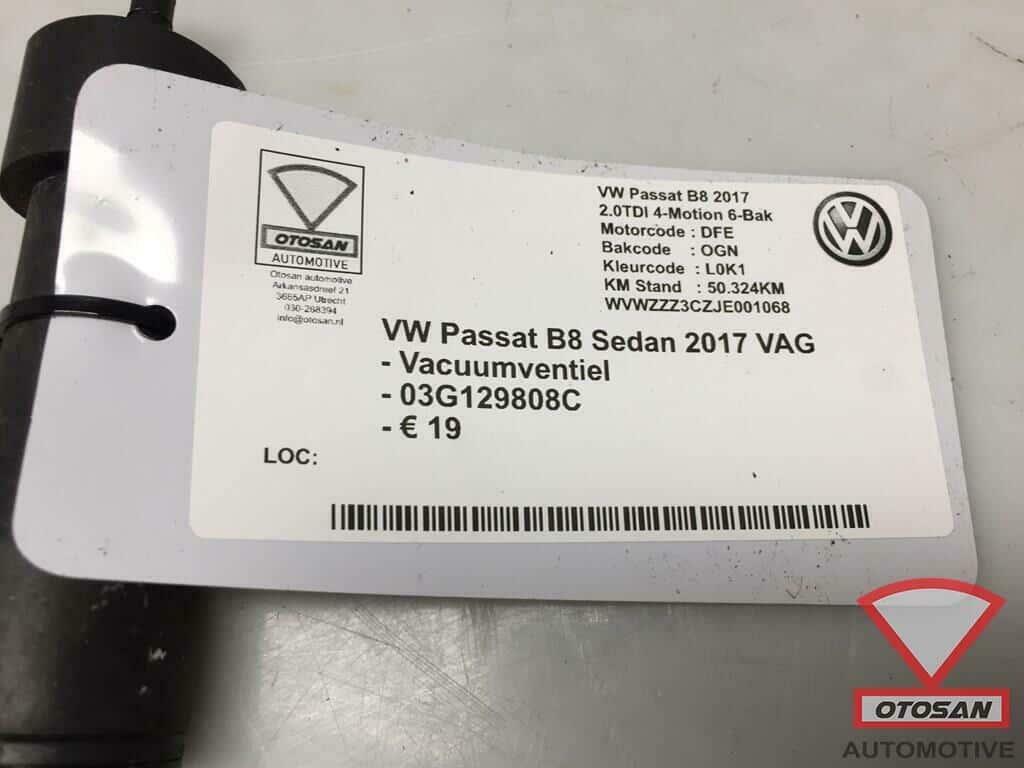 OTOSAN
AUTOMOTIVE
Otosan automotive
Arkansasdreef 21
3565AP Utrecht
030-268394
info@otosan.nl
VW Passat B8 2017
2.0TDI 4-Motion 6-Bak
Motorcode : DFE
Bakcode : OGN
Kleurcode : L0K1
KM Stand : 50.324KM
WVWZZZ3CZJE001068
VW Passat B8 Sedan 2017 VAG
- Vacuumventiel
- 03G129808C
- € 19
LOC:
OTOSAN
AUTOMOTIVE